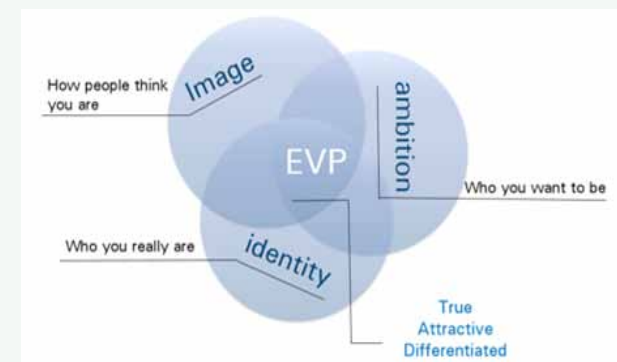 Image
How people think
you are
ambition
EVP
Who you want to be
Who you really are
identity
True
Attractive
Differentiated